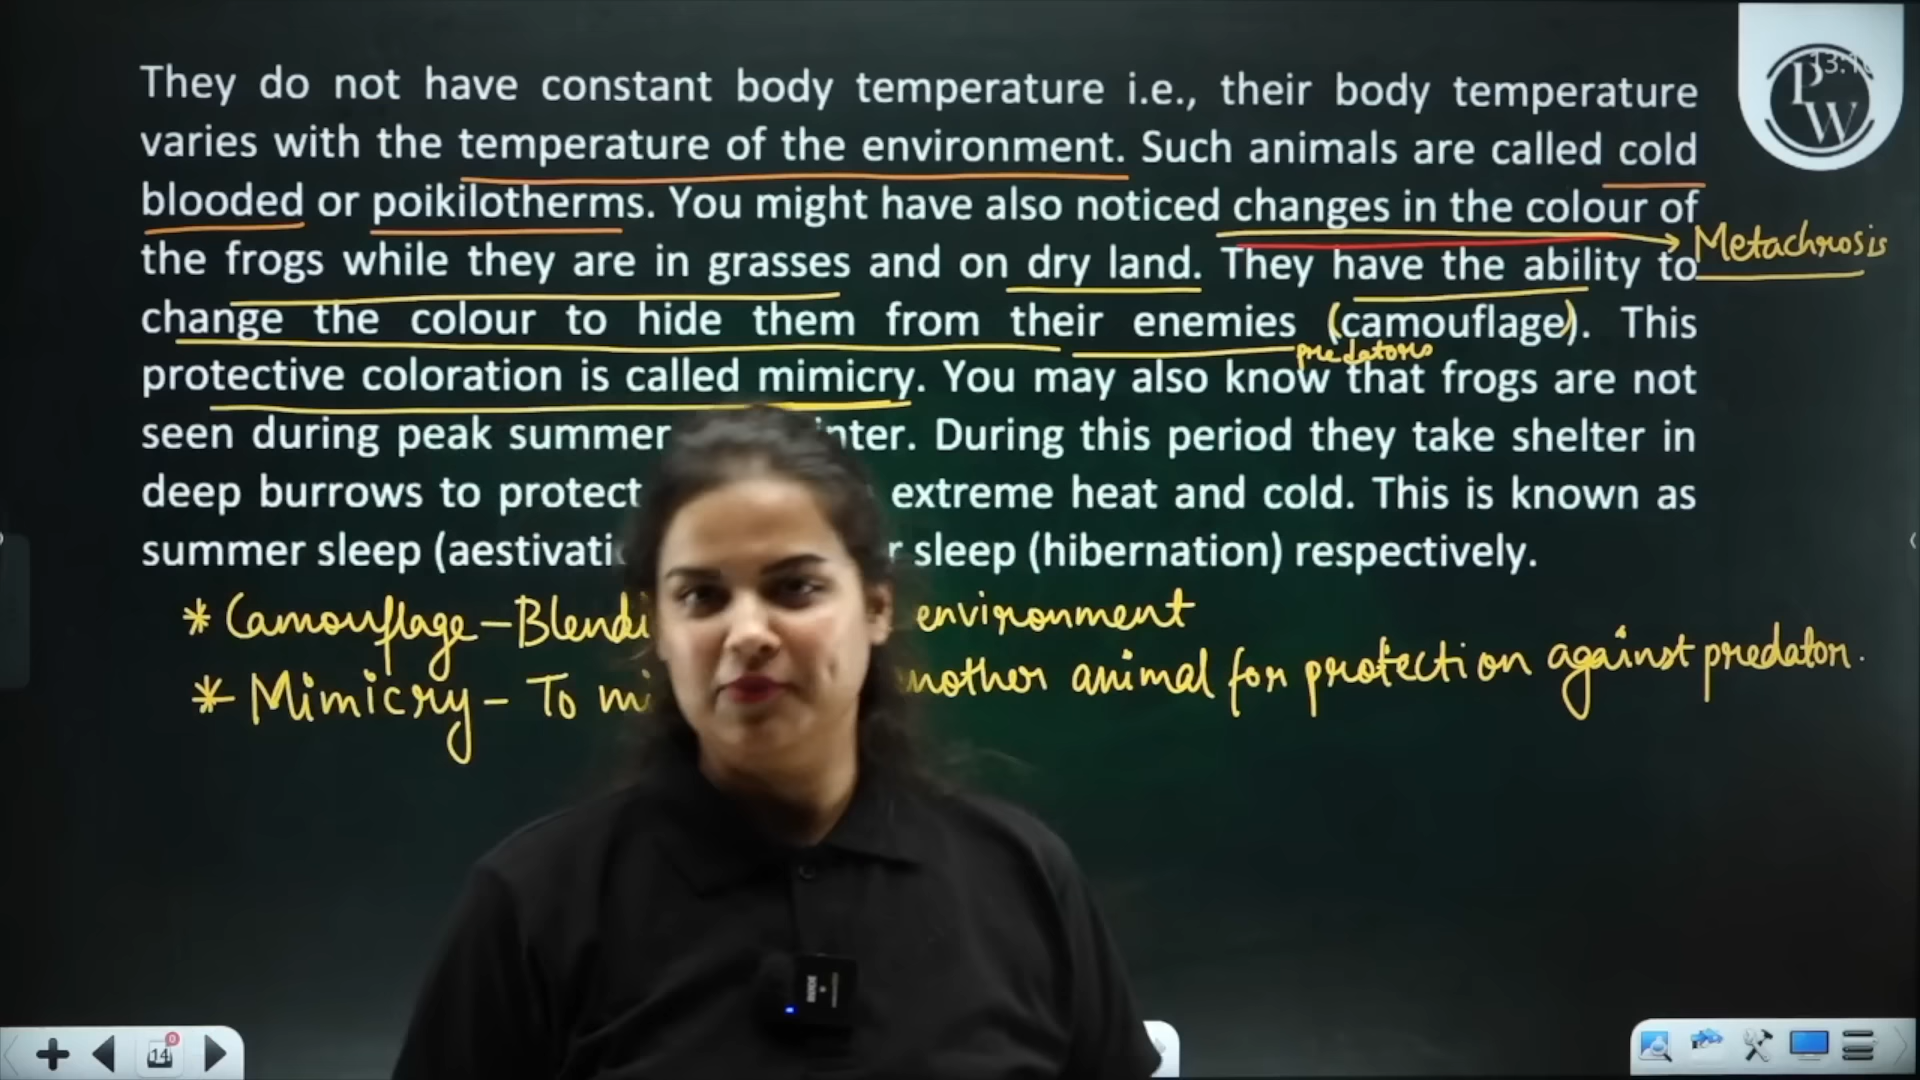 They do not have constant body temperature i.e., their body temperature
varies with the temperature of the environment. Such animals are called cold
blooded or poikilotherms. You might have also noticed changes in the colour of
Metachrosis
the frogs while they are in grasses and on dry land. They have the ability to
change the colour to hide them from their enemies (camouflage). This
predators
protective coloration is called mimicry. You may also know that frogs are not
seen during peak summer nter. During this period they take shelter in
deep burrows to protect extreme heat and cold. This is known as
summer sleep (aestivati r sleep (hibernation) respectively.
* Camouflage – Blendi environment
* Mimicry – To mi nother animal for protection against predator.
PW
14
0